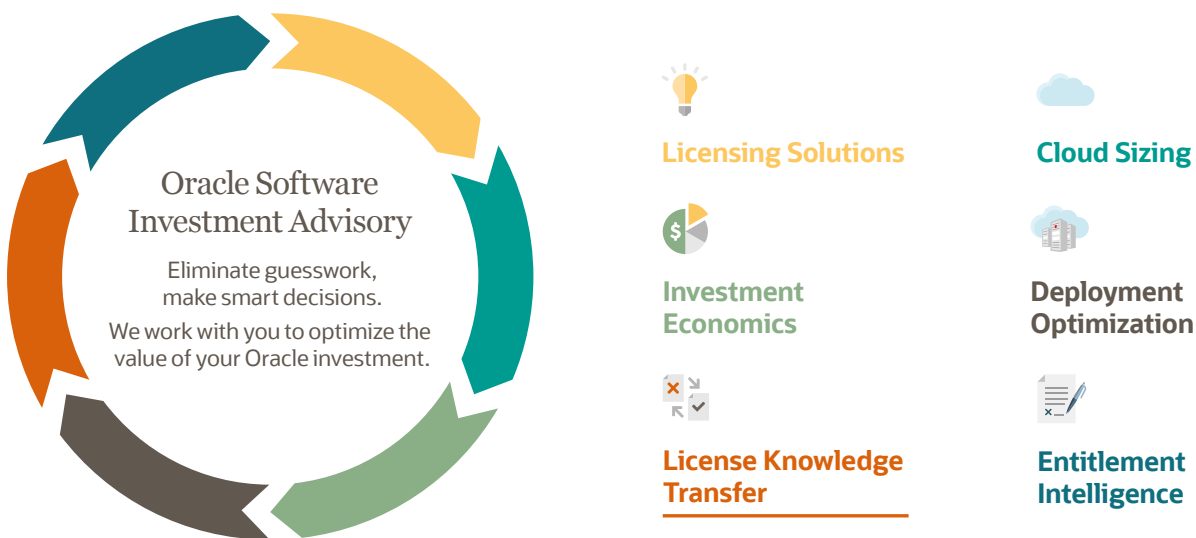 Oracle Software
Investment Advisory
Eliminate guesswork,
make smart decisions.
We work with you to optimize the
value of your Oracle investment.
Licensing Solutions
Cloud Sizing
$
Investment
Economics
Deployment
Optimization
License Knowledge
Transfer
Entitlement
Intelligence